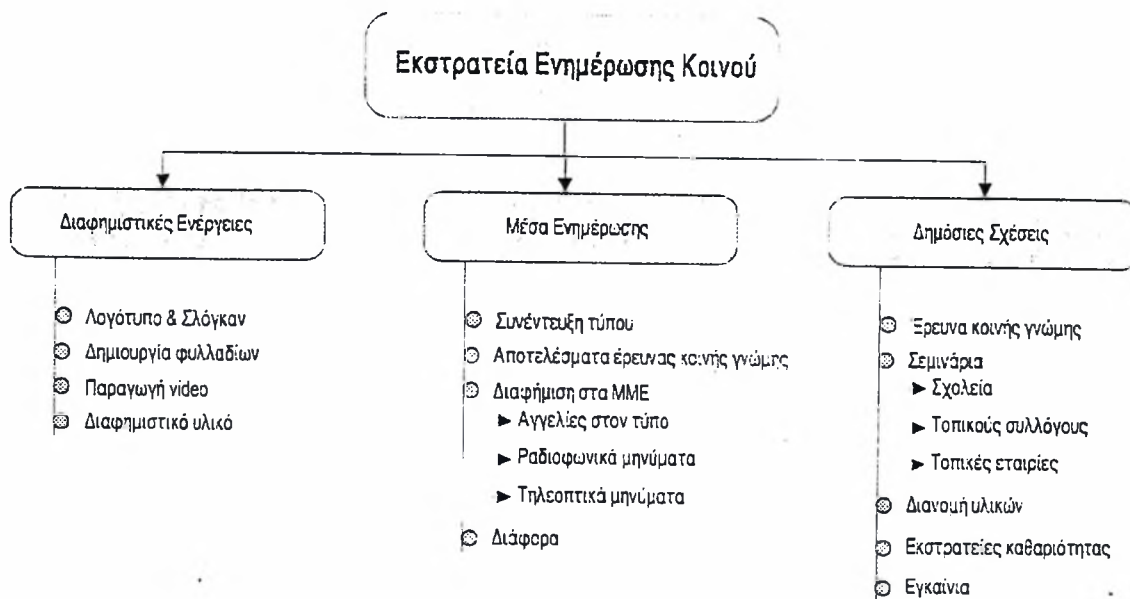 Εκστρατεία Ενημέρωσης Κοινού
Διαφημιστικές Ενέργειες
Λογότυπο & Σλόγκαν
Δημιουργία φυλλαδίων
Παραγωγή video
Διαφημιστικό υλικό
Μέσα Ενημέρωσης
Συνέντευξη τύπου
Αποτελέσματα έρευνας κοινής γνώμης
Διαφήμιση στα ΜΜΕ
Αγγελίες στον τύπο
Ραδιοφωνικά μηνύματα
Τηλεοπτικά μηνύματα
Διάφορα
Δημόσιες Σχέσεις
Έρευνα κοινής γνώμης
Σεμινάρια
Σχολεία
Τοπικούς συλλόγους
Τοπικές εταιρίες
Διανομή υλικών
Εκστρατείες καθαριότητας
Εγκαίνια